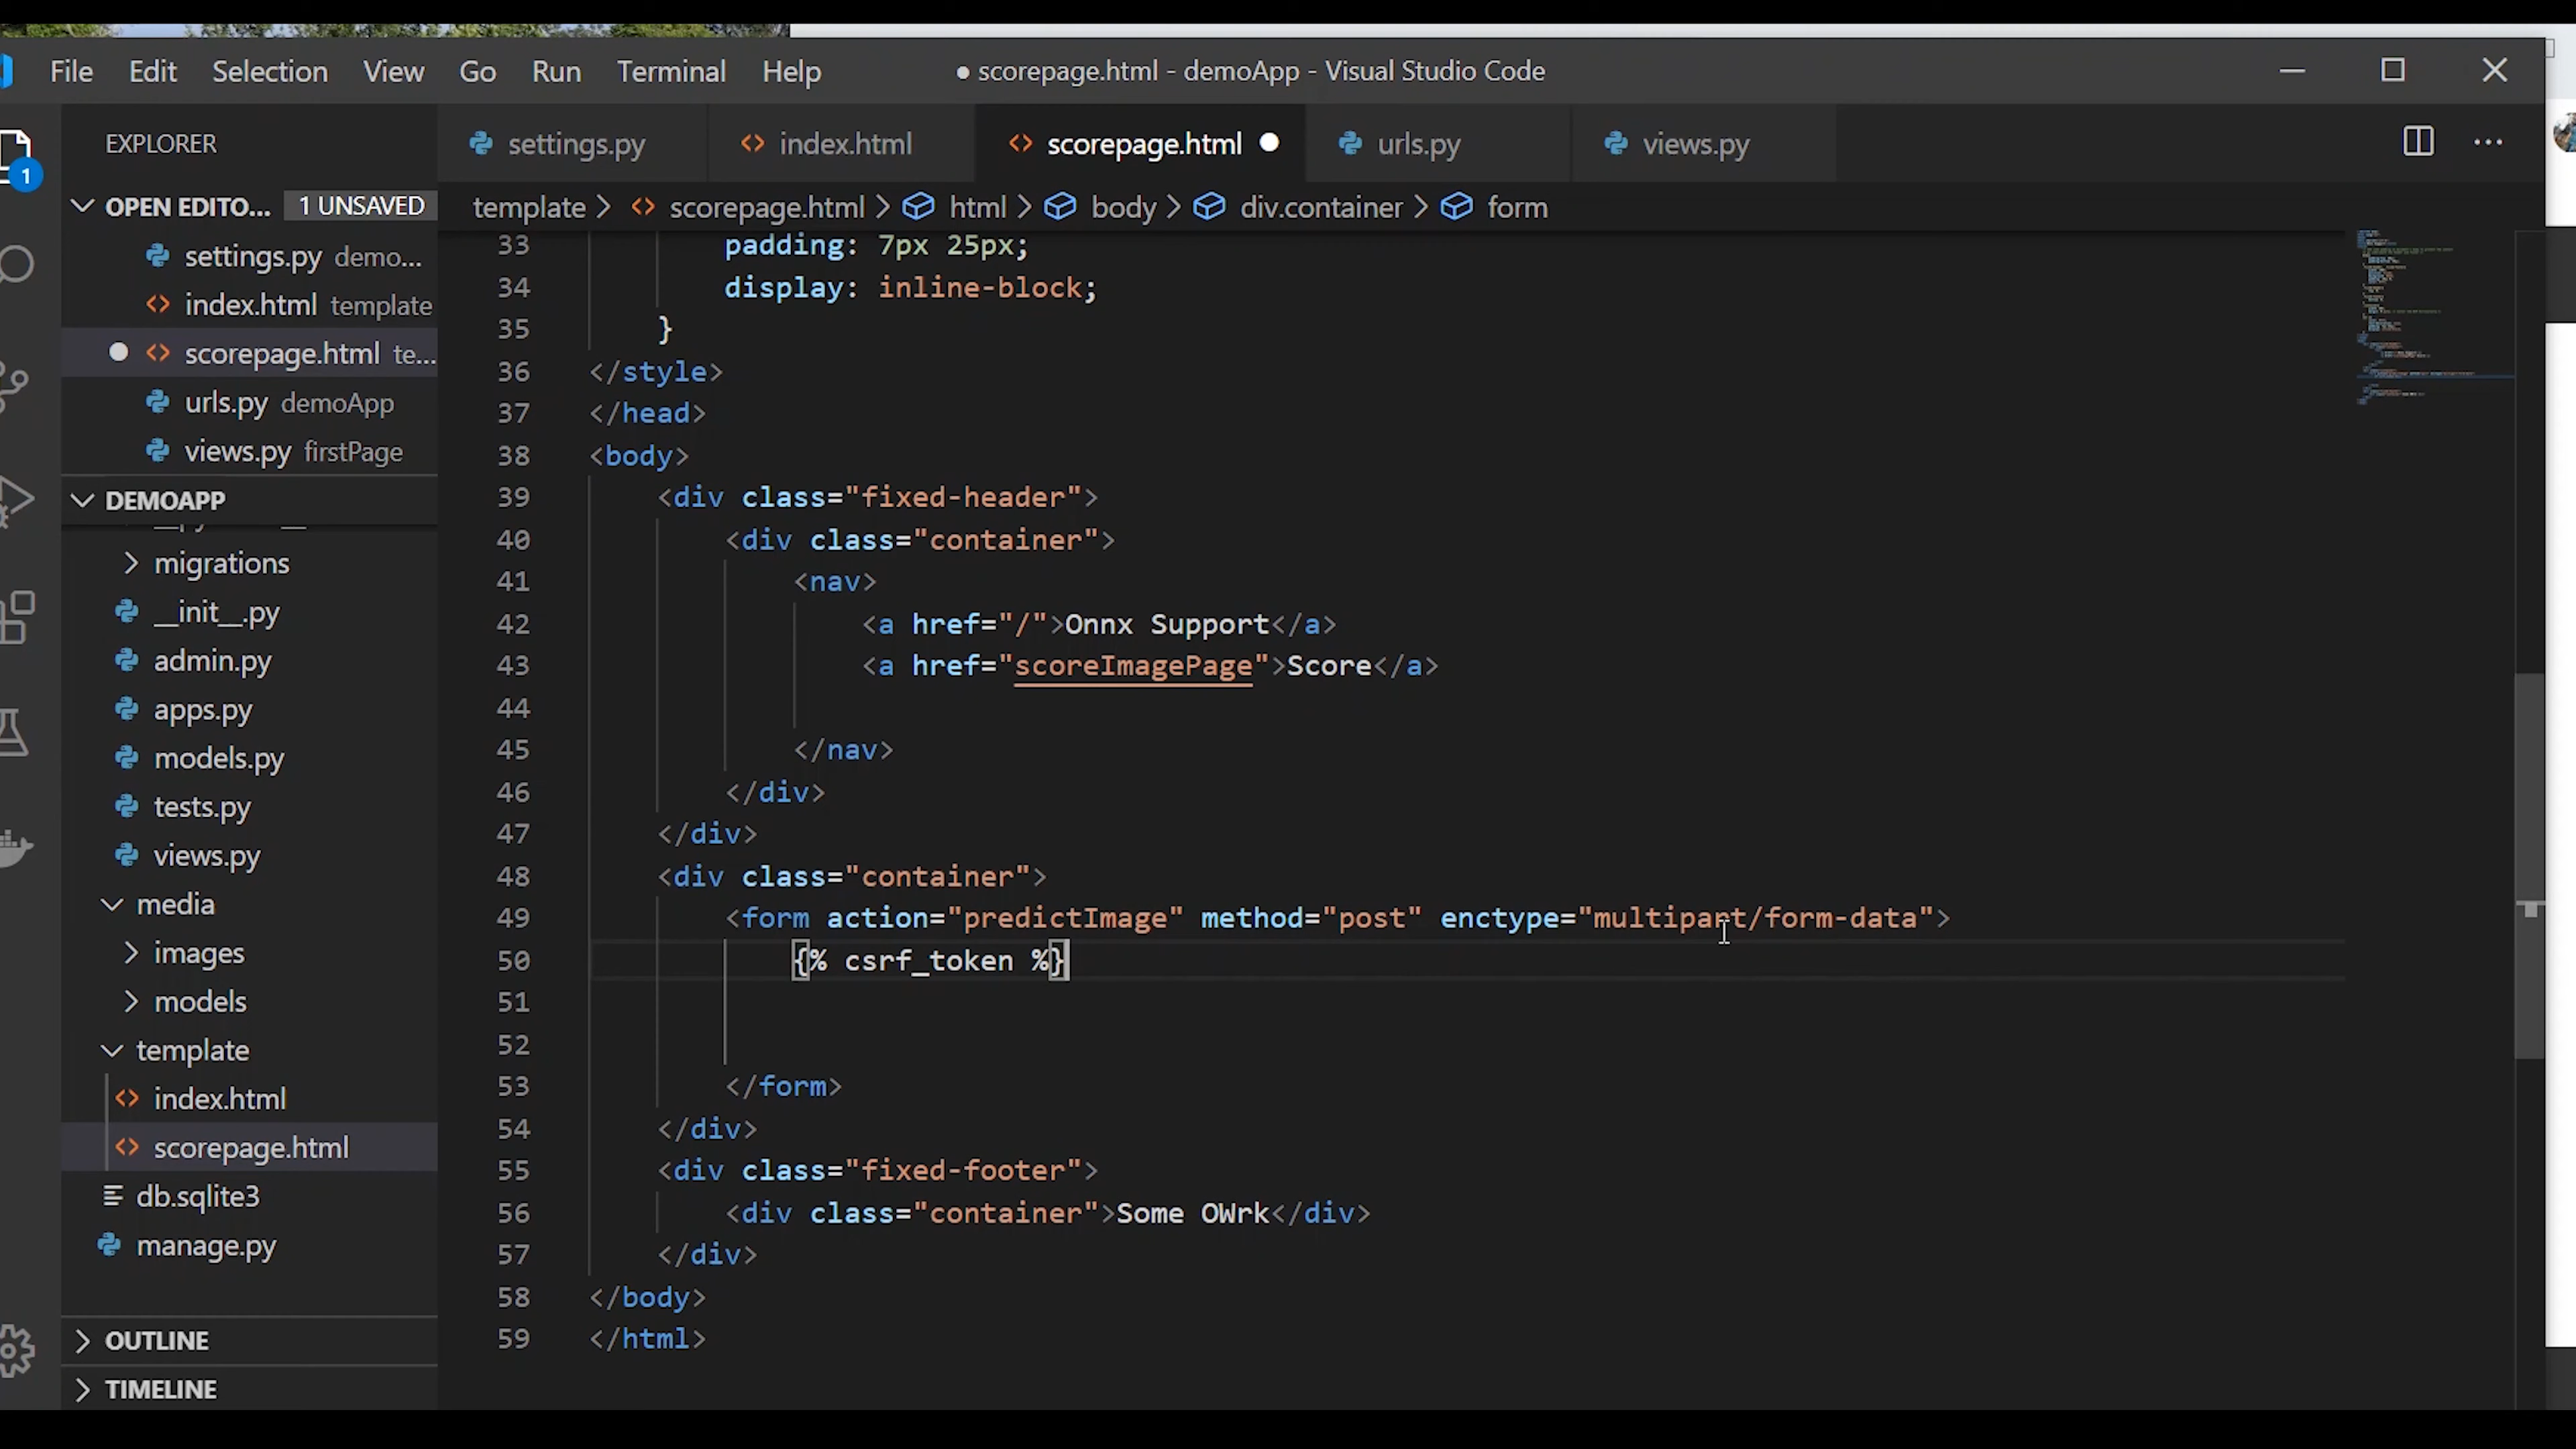 File Edit Selection View Go Run Terminal Help
● scorepage.html - demoApp - Visual Studio Code
EXPLORER
settings.py
index.html
scorepage.html
urls.py
views.py
1
OPEN EDITO... 1 UNSAVED
settings.py demo...
index.html template
scorepage.html te...
urls.py demoApp
views.py firstPage
DEMOAPP
migrations
__init__.py
admin.py
apps.py
models.py
tests.py
views.py
media
images
models
template
index.html
scorepage.html
db.sqlite3
manage.py
OUTLINE
TIMELINE
template > scorepage.html > html > body > div.container > form
33 padding: 7px 25px;
34 display: inline-block;
35 }
36 </style>
37 </head>
38 <body>
39 <div class="fixed-header">
40 <div class="container">
41 <nav>
42 <a href="/">Onnx Support</a>
43 <a href="scoreImagePage">Score</a>
44
45 </nav>
46 </div>
47 </div>
48 <div class="container">
49 <form action="predictImage" method="post" enctype="multipart/form-data">
50 {% csrf_token %}
51
52
53 </form>
54 </div>
55 <div class="fixed-footer">
56 <div class="container">Some OWrk</div>
57 </div>
58 </body>
59 </html>